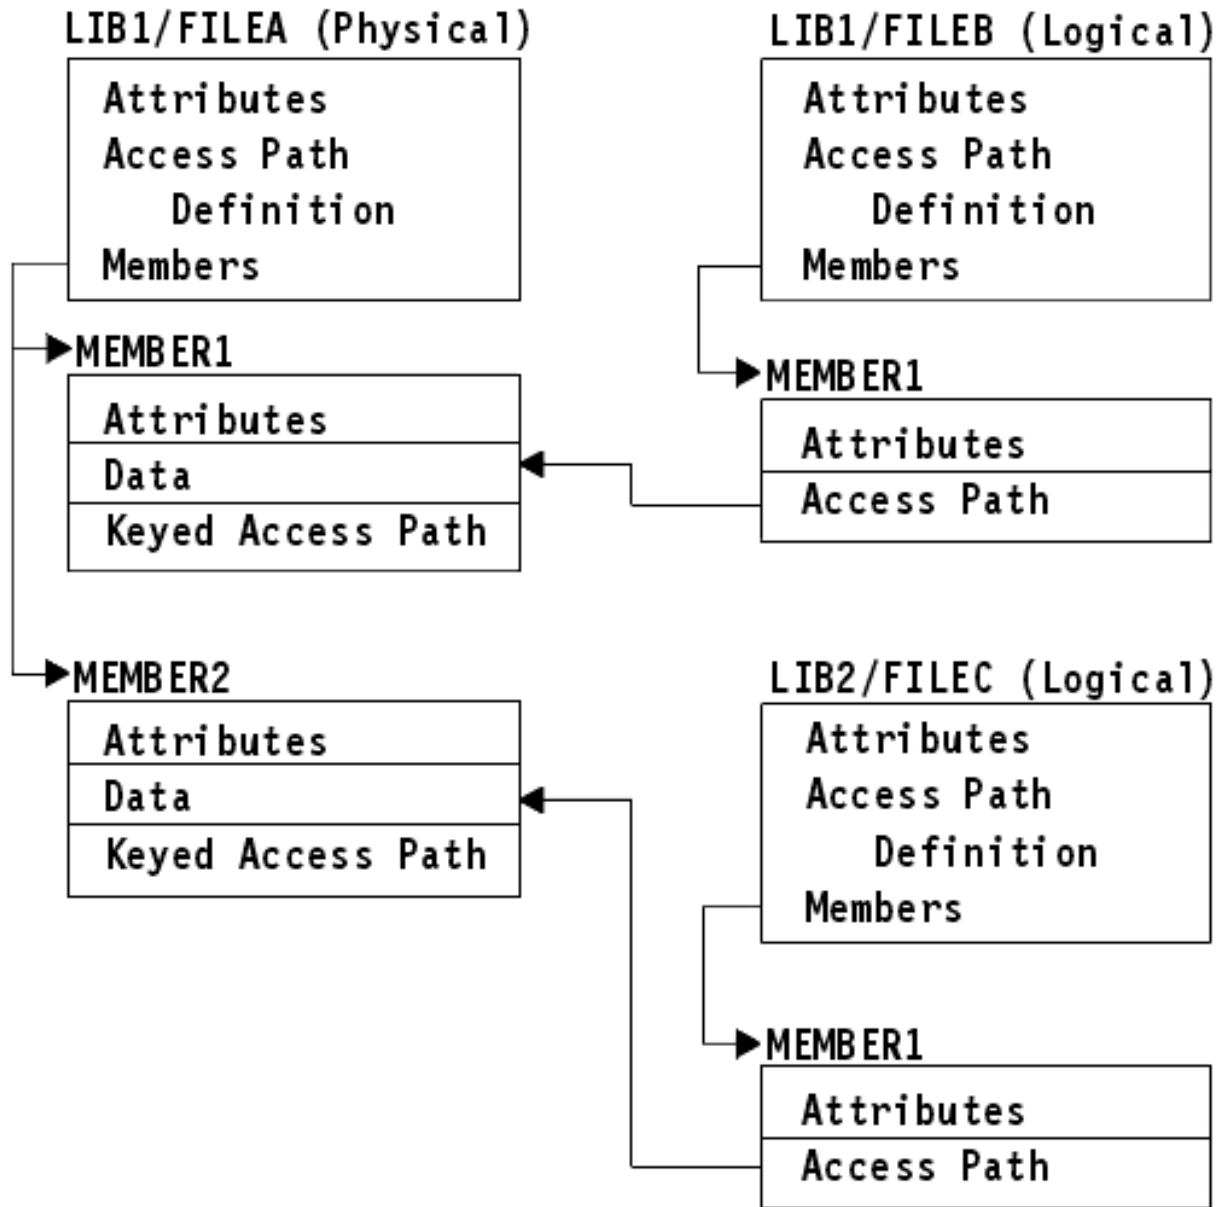 LIB1/FILEA (Physical)
Attributes
Access Path
Definition
Members
MEMBER1
Attributes
Data
Keyed Access Path
MEMBER2
Attributes
Data
Keyed Access Path
LIB1/FILEB (Logical)
Attributes
Access Path
Definition
Members
MEMBER1
Attributes
Access Path
LIB2/FILEC (Logical)
Attributes
Access Path
Definition
Members
MEMBER1
Attributes
Access Path